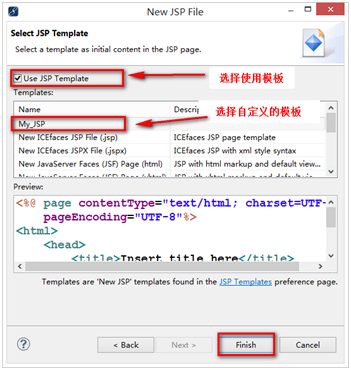 New JSP File
Select JSP Template
Select a template as initial content in the JSP page.
Use JSP Template
选择使用模板
Templates:
Name Descrip
选择自定义的模板
My_JSP
New ICEfaces JSP File (.jsp) ICEfaces JSP page template
New ICEfaces JSPX File (.jspx) ICEfaces with xml style syntax
New JavaServer Faces (JSF) Page (html) JSP with html markup and default view...
Preview:
<%@ page contentType="text/html; charset=UTF-
pageEncoding="UTF-8"%>
<html>
<head>
<title>Insert title here</title>
Templates are 'New JSP' templates found in the JSP Templates preference page.
< Back Next > Finish Cancel